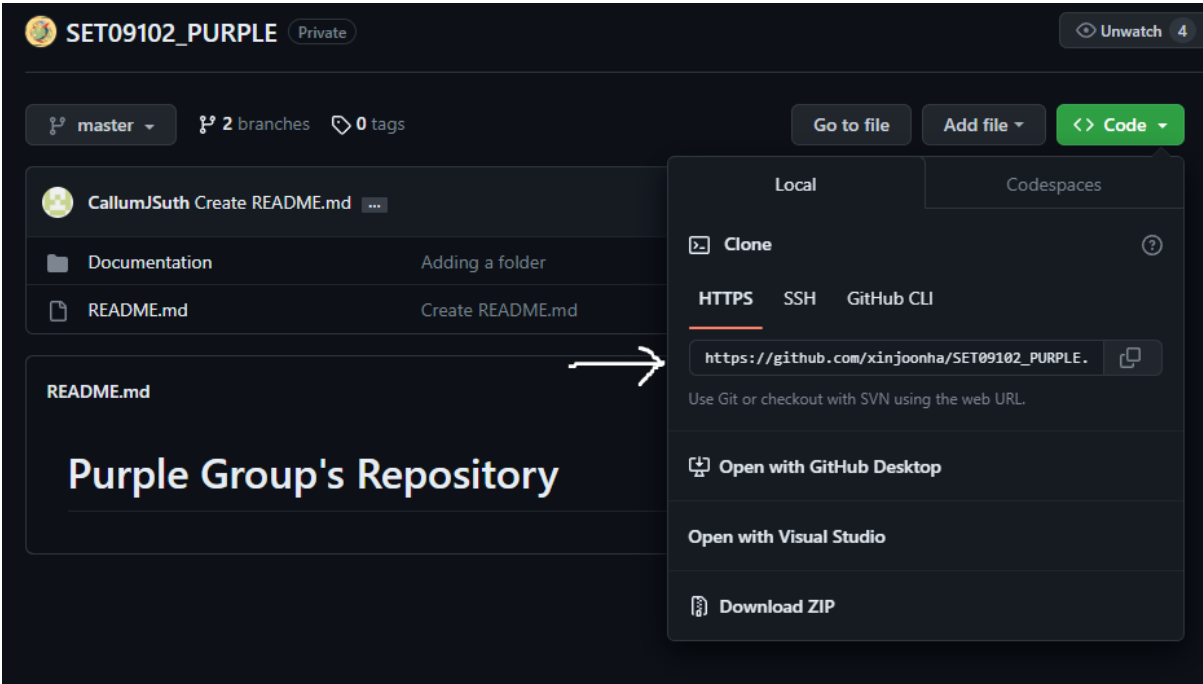 SET09102_PURPLE Private Unwatch 4
master 2 branches 0 tags Go to file Add file Code
CallumJSuth Create README.md ...
Documentation Adding a folder
README.md Create README.md
README.md
Purple Group's Repository
Local Codespaces
Clone
HTTPS SSH GitHub CLI
https://github.com/xinjoonha/SET09102_PURPLE.
Use Git or checkout with SVN using the web URL.
Open with GitHub Desktop
Open with Visual Studio
Download ZIP